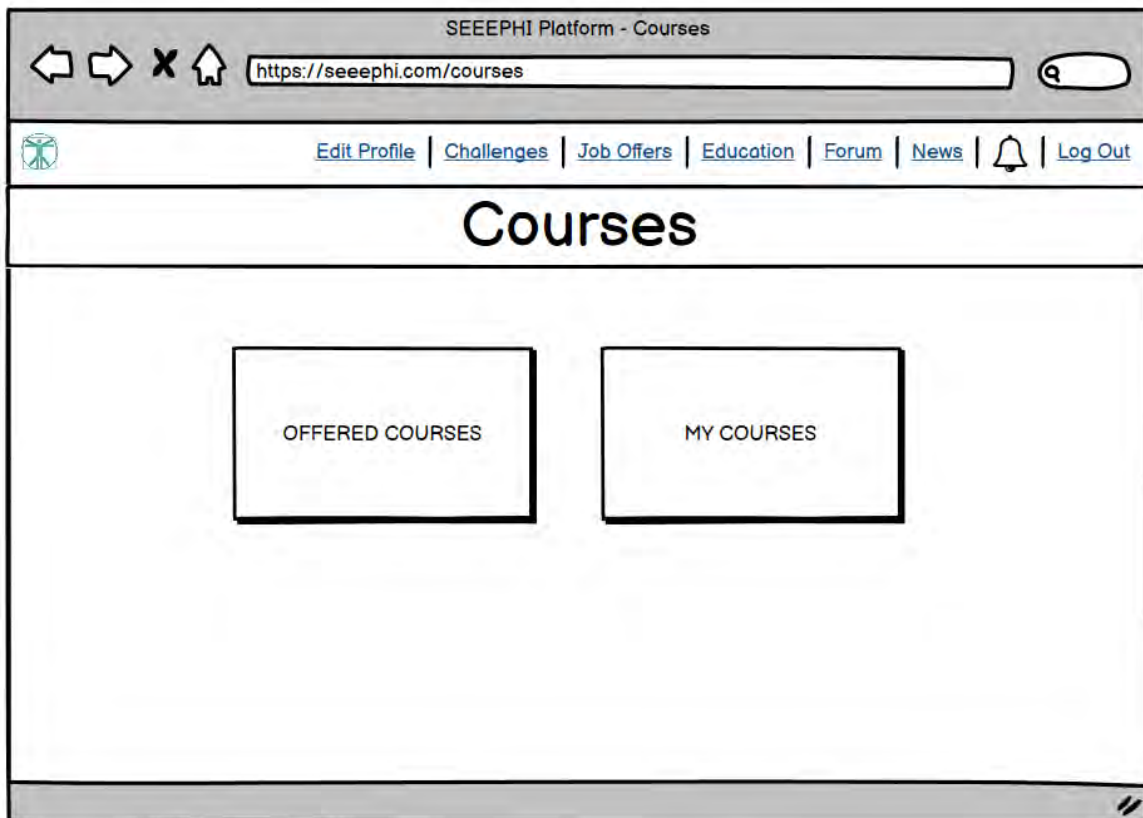 SEEEPHI Platform - Courses
https://seeephi.com/courses
Edit Profile | Challenges | Job Offers | Education | Forum | News | | Log Out
Courses
OFFERED COURSES
MY COURSES